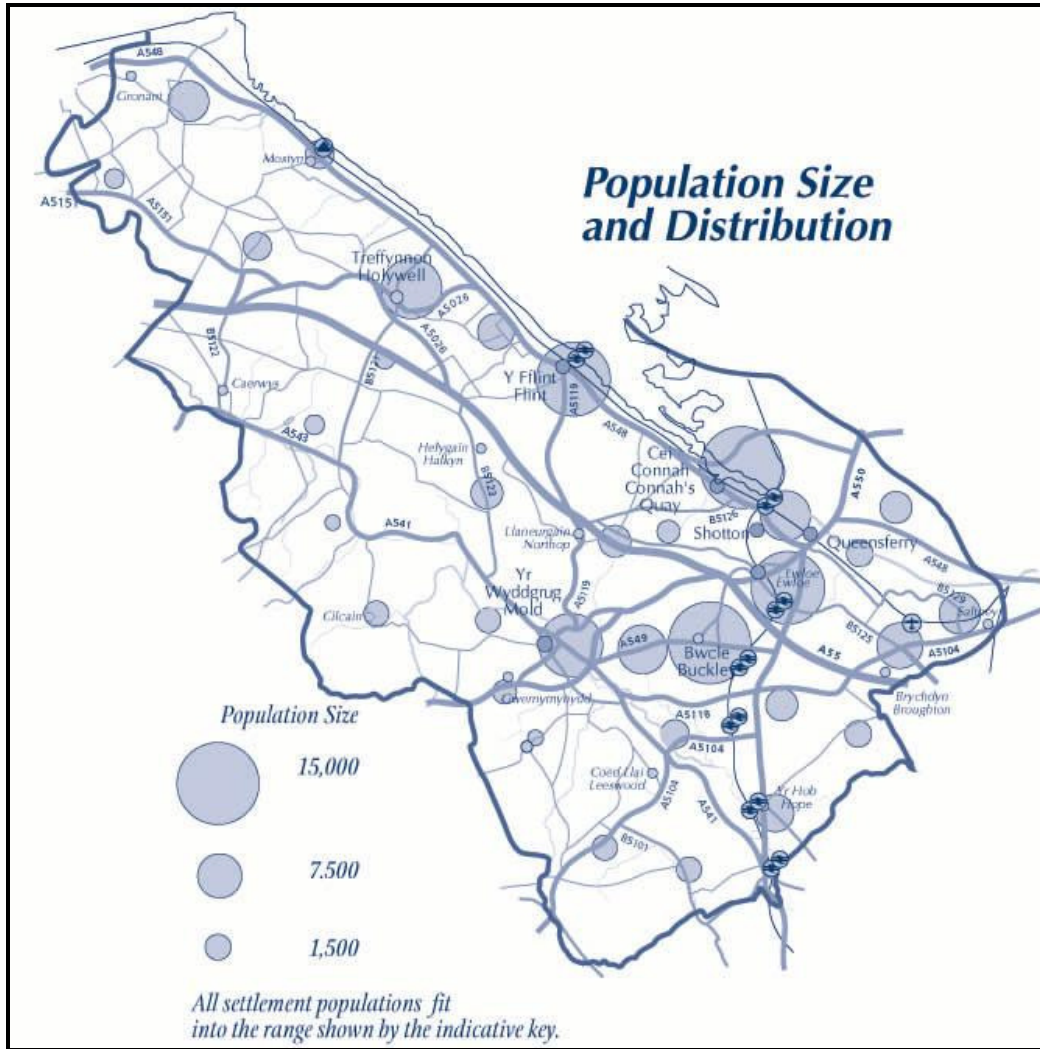 A548
Gronant
Mostyn
Population Size
and Distribution
A5151
A5151
Treffynnon
Holywell
A5026
A5026
B5122
B5121
Y Fflint
Flint
A5119
Caerwys
A548
A543
Helygain
Halkyn
Cei
Connah
Connah's
Quay
A550
B5123
B5126
A541
Llaneurgain
Northop
Shotton
Queensferry
Yr
Wyddgrug
Mold
A5119
Ewloe
Ewloe
A548
B5129
Saltney
Cilcain
B5125
A549
Bwcle
Buckley
A55
A5104
Gwernymynydd
Brychdyn
Broughton
Population Size
A5118
A5104
15,000
Coed Llai
Leeswood
A5104
A541
Yr Hob
Hope
B5101
7.500
1,500
All settlement populations fit
into the range shown by the indicative key.